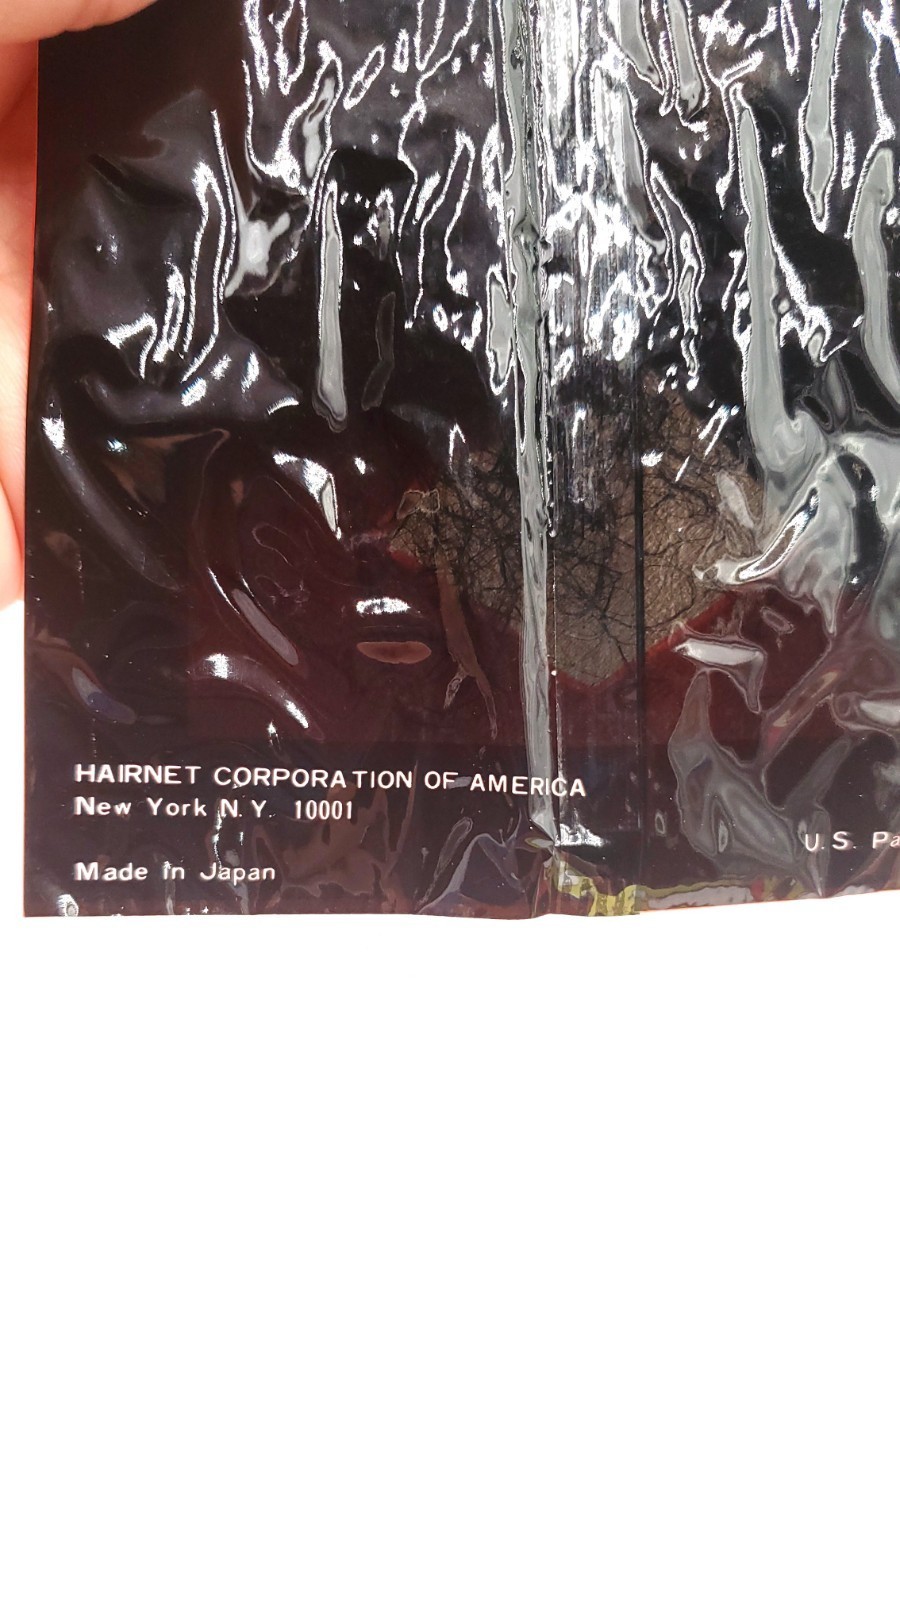 HAIRNET CORPORATION OF AMERICA
New York N.Y. 10001
U.S.
Made in Japan